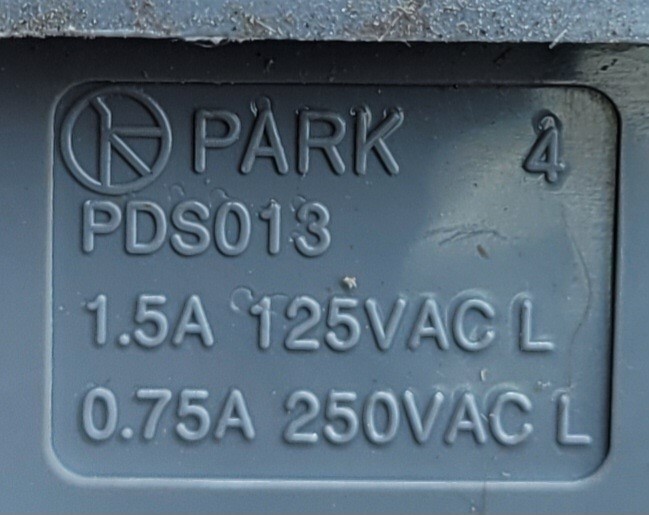 PARK 4
PDS013
1.5A 125VAC L
0.75A 250VAC L